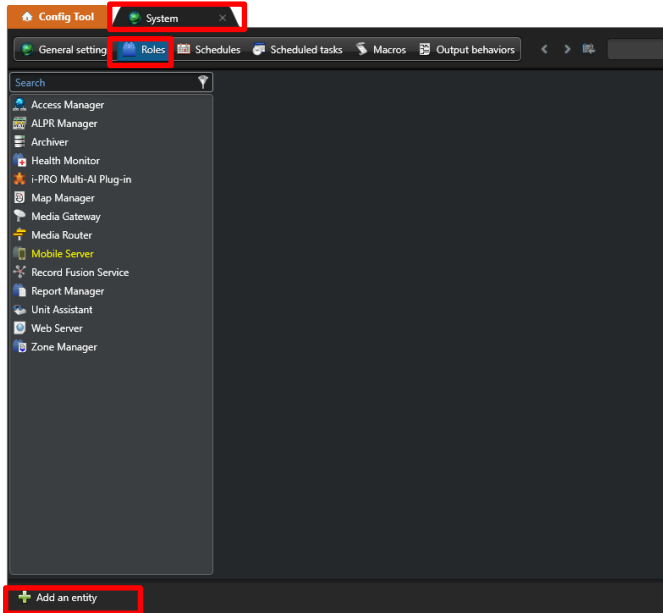 Config Tool
System
General setting
Roles
Schedules
Scheduled tasks
Macros
Output behaviors
Search
Access Manager
ALPR Manager
Archiver
Health Monitor
i-PRO Multi-AI Plug-in
Map Manager
Media Gateway
Media Router
Mobile Server
Record Fusion Service
Report Manager
Unit Assistant
Web Server
Zone Manager
Add an entity